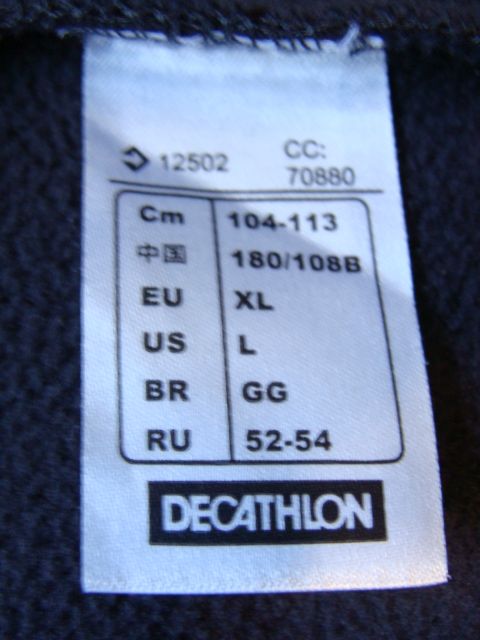 12502 CC:
70880
Cm 104-113
中国 180/108B
EU XL
US L
BR GG
RU 52-54
DECATHLON